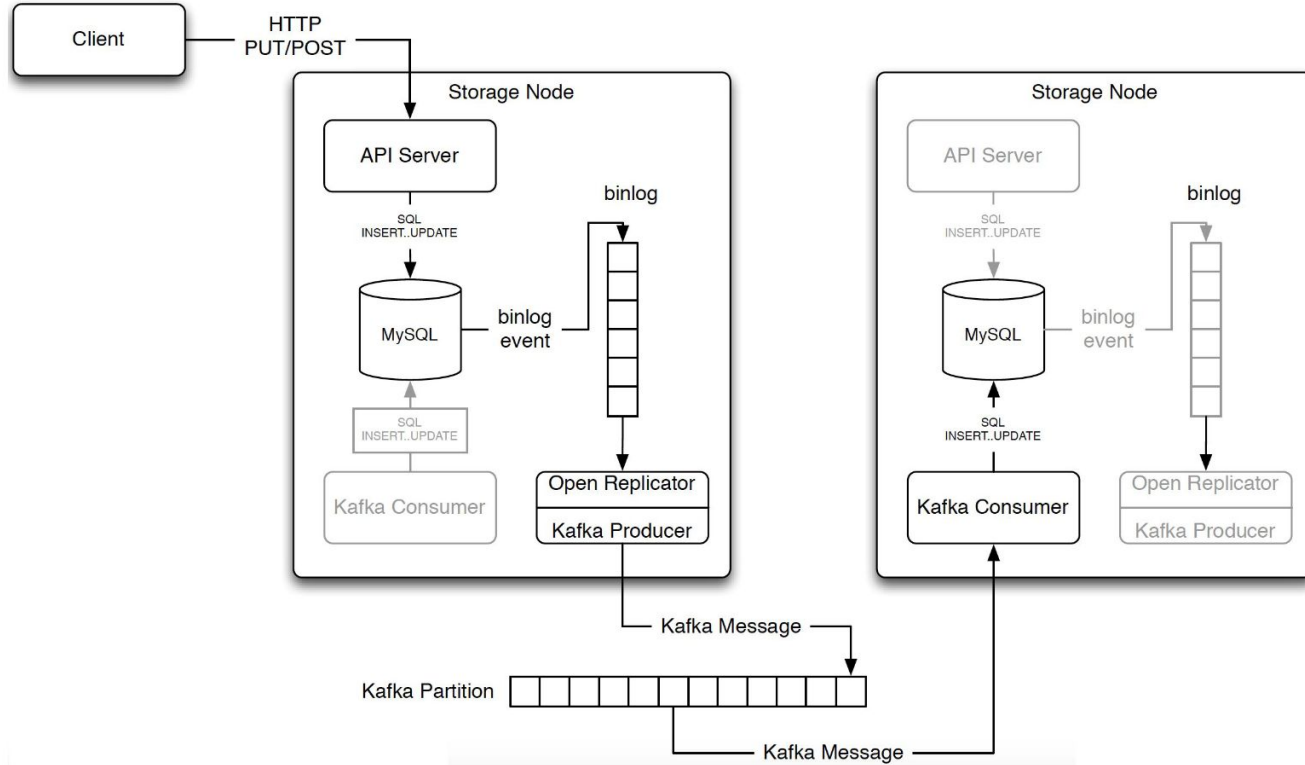 Client
HTTP
PUT/POST
Storage Node
API Server
SQL
INSERT..UPDATE
binlog
MySQL
binlog
event
SQL
INSERT..UPDATE
Kafka Consumer
Open Replicator
Kafka Producer
Storage Node
API Server
SQL
INSERT..UPDATE
binlog
MySQL
binlog
event
SQL
INSERT..UPDATE
Kafka Consumer
Open Replicator
Kafka Producer
Kafka Message
Kafka Partition
Kafka Message